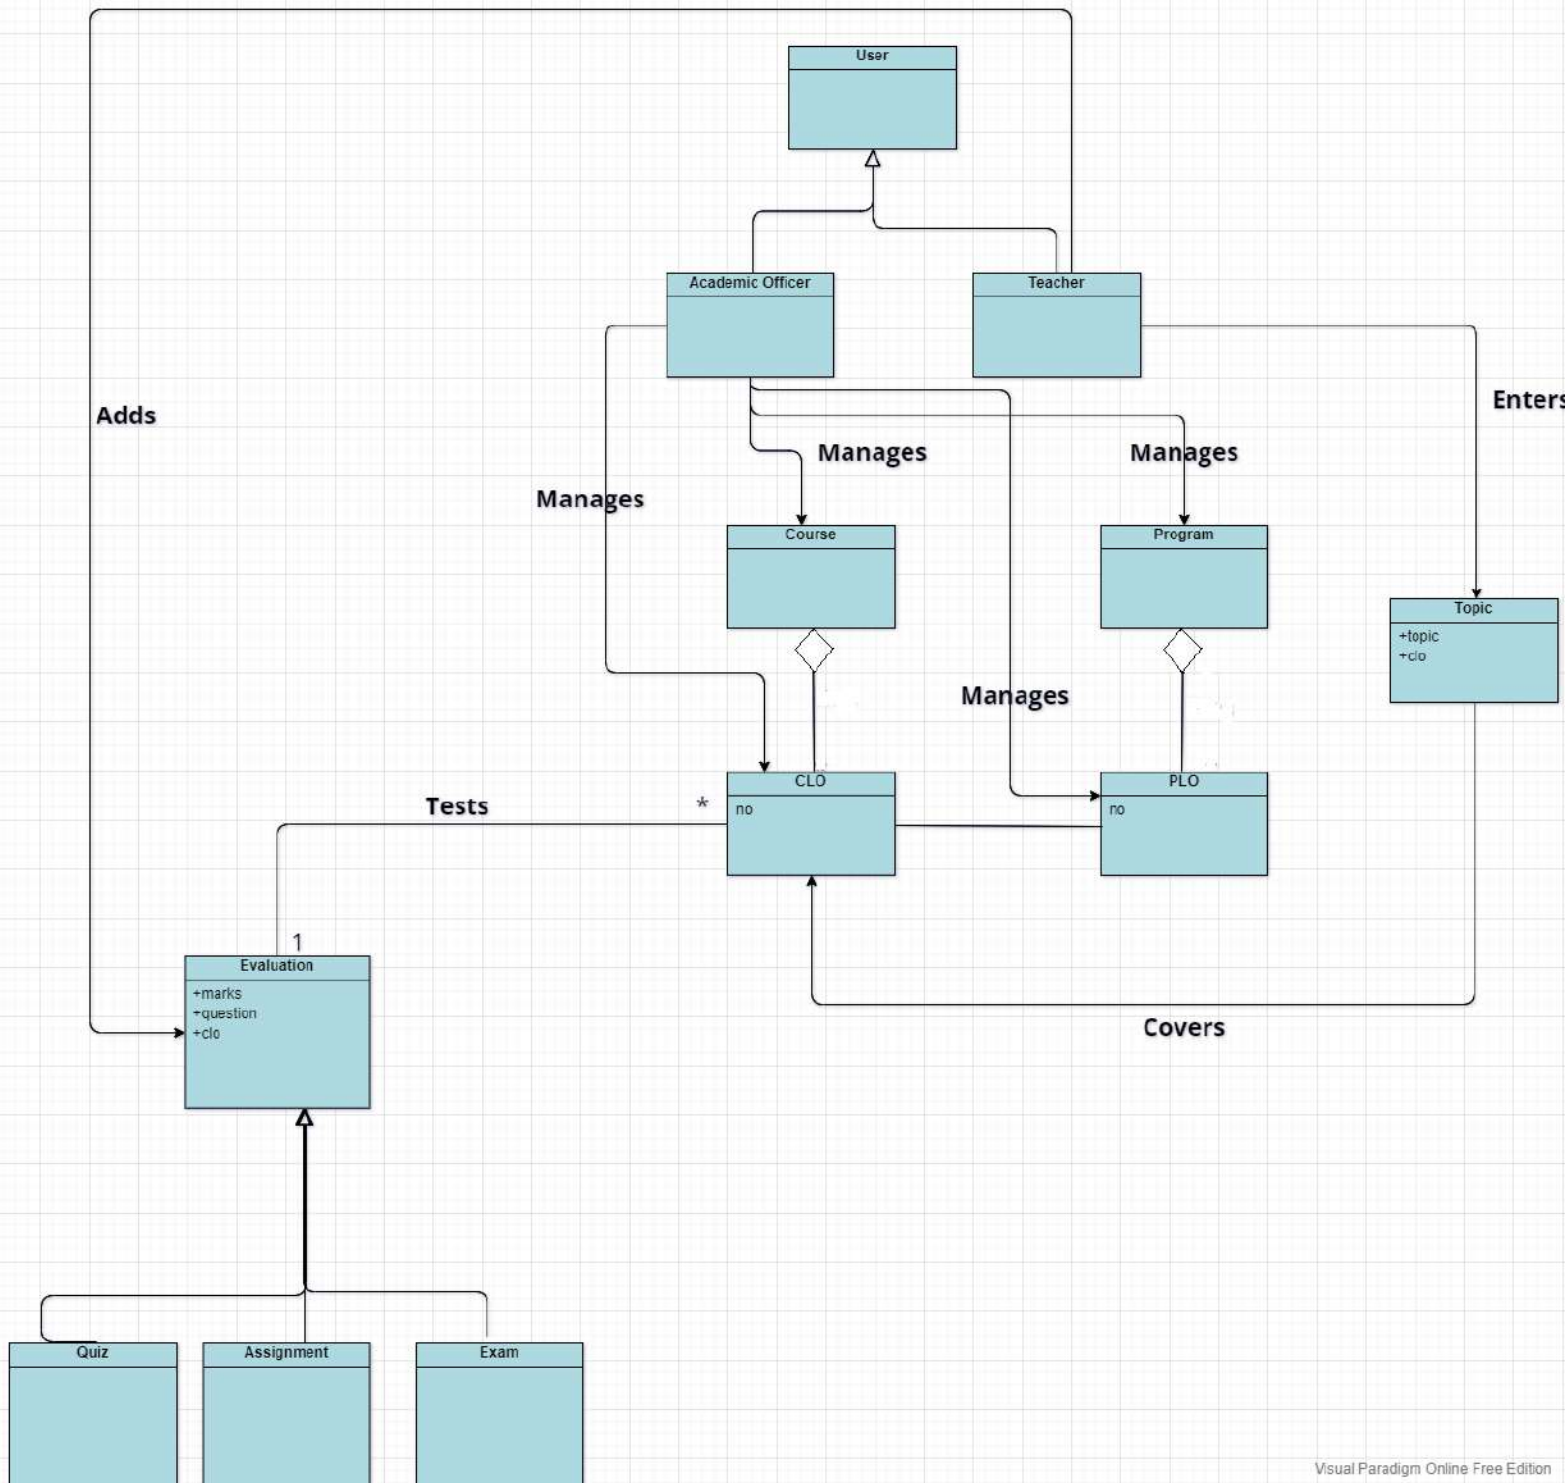 User
Academic Officer
Teacher
Adds
Enters
Manages
Manages
Manages
Course
Program
Topic
+topic
+clo
Manages
CLO
no
PLO
no
Tests
*
1
Evaluation
+marks
+question
+clo
Covers
Quiz
Assignment
Exam
Visual Paradigm Online Free Edition